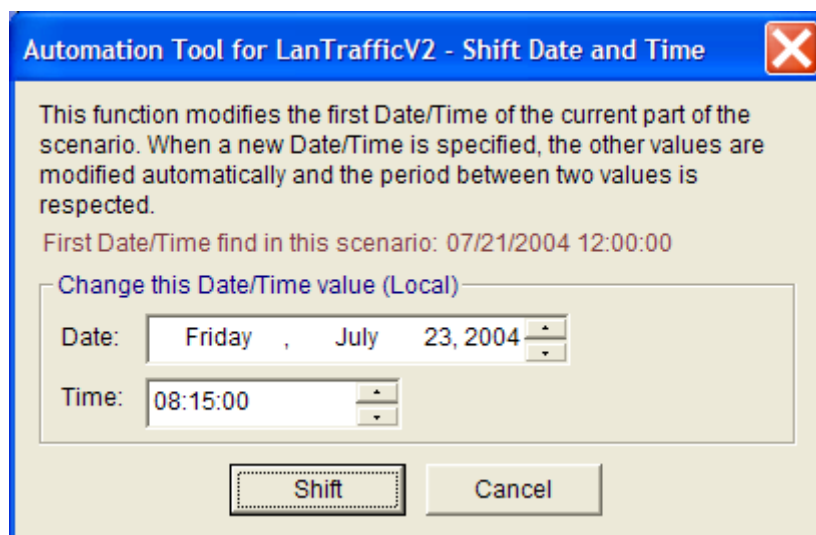 Automation Tool for LanTrafficV2 - Shift Date and Time
This function modifies the first Date/Time of the current part of the
scenario. When a new Date/Time is specified, the other values are
modified automatically and the period between two values is
respected.
First Date/Time find in this scenario: 07/21/2004 12:00:00
Change this Date/Time value (Local)
Date: Friday , July 23, 2004
Time: 08:15:00
Shift Cancel